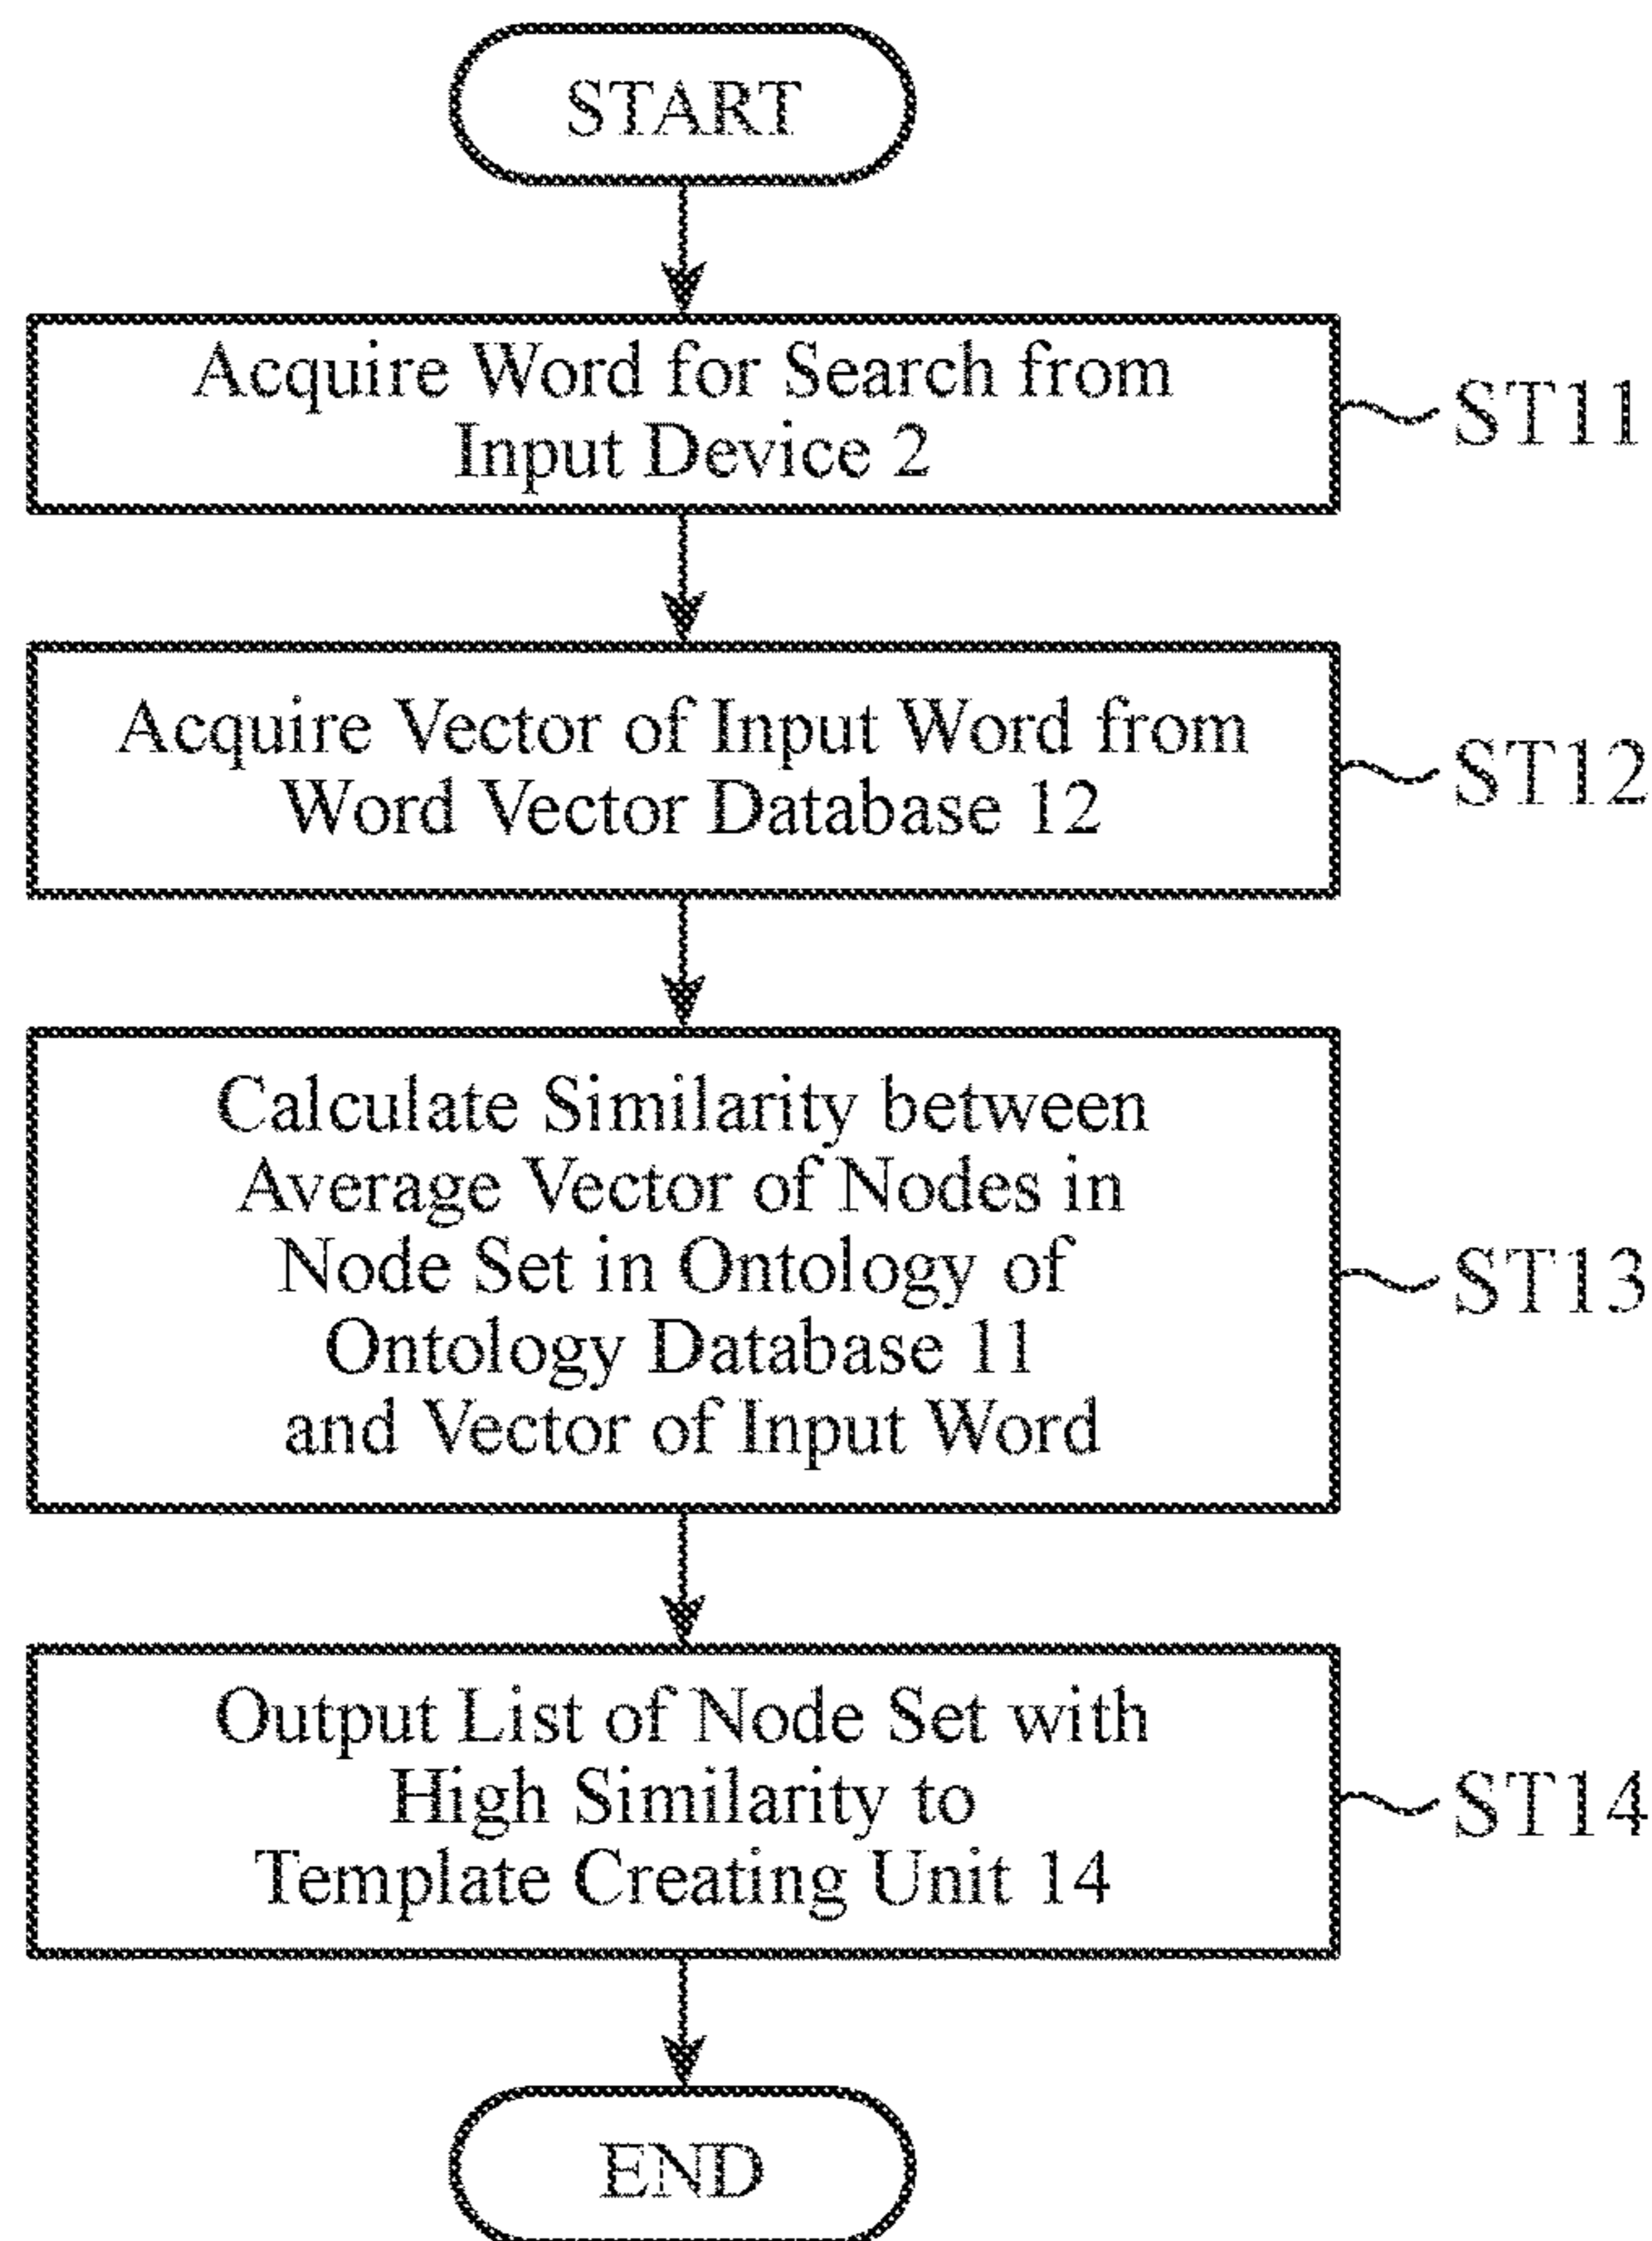 START
Acquire Word for Search from
Input Device 2
ST11
Acquire Vector of Input Word from
Word Vector Database 12
ST12
Calculate Similarity between
Average Vector of Nodes in
Node Set in Ontology of
Ontology Database 11
and Vector of Input Word
ST13
Output List of Node Set with
High Similarity to
Template Creating Unit 14
ST14
END